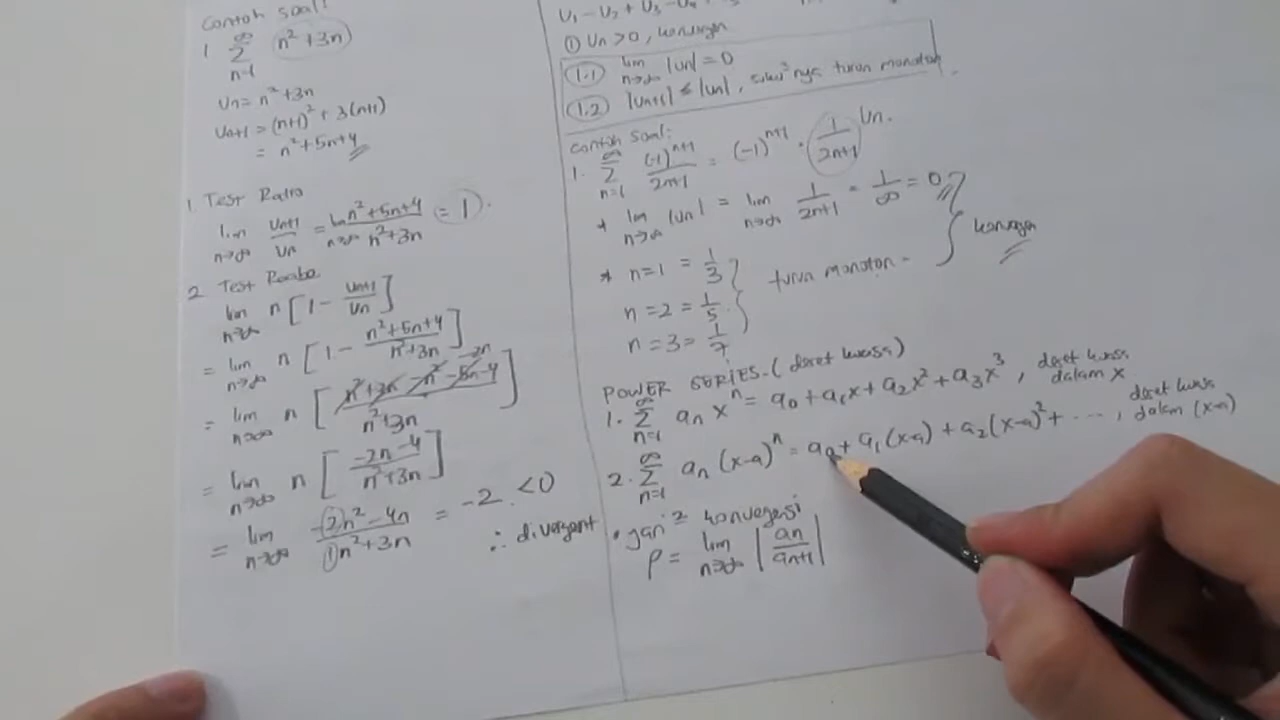 Contoh soal:
1 ∞∑n=1 (n² + 3n)
Un = n² + 3n
Un+1 = (n+1)² + 3(n+1)
= n² + 5n + 4
1. Test Ratio
lim n→∞ Un+1/Un = lim n→∞ (n² + 5n + 4)/(n² + 3n) = 1.
2. Test Raabe
lim n→∞ n [1 - Un+1/Un]
= lim n→∞ n [1 - (n² + 5n + 4)/(n² + 3n)]
= lim n→∞ n [(n² + 3n - n² - 5n - 4)/(n² + 3n)] -2n
= lim n→∞ n [(-2n - 4)/(n² + 3n)]
= lim n→∞ (-2n² - 4n)/(1n² + 3n) = -2 < 0
∴ divergent
U1 - U2 + U3 - U4 +
① Un > 0, konvergen
1.1 lim n→∞ |Un| = 0
1.2 |Un+1| ≤ |Un|, suku²nya turun monoton.
Contoh soal:
1. ∞∑n=1 (-1)ⁿ⁺¹/(2n+1) = (-1)ⁿ⁺¹ · 1/(2n+1) Un.
* lim n→∞ |Un| = lim n→∞ 1/(2n+1) = 1/∞ = 0
* n=1 = 1/3
n=2 = 1/5
n=3 = 1/7
turun monoton -
konvergen
POWER SERIES. (deret kuasa)
1. ∞∑n=1 an xⁿ = a0 + a1x + a2x² + a3x³, deret kuasa dalam x
2. ∞∑n=1 an (x-a)ⁿ = a0 + a1(x-a) + a2(x-a)² + ..., deret kuasa dalam (x-a)
• jari² konvegensi
ρ = lim n→∞ |an/an+1|